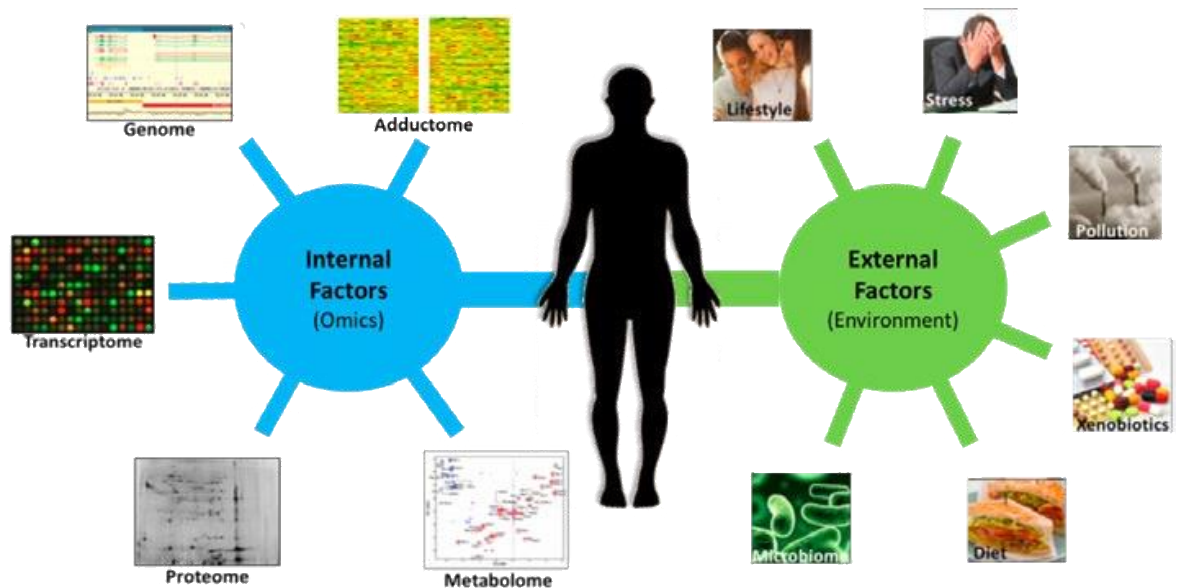 Genome
Adductome
Lifestyle
Stress
Pollution
Internal
Factors
(Omics)
External
Factors
(Environment)
Transcriptome
Xenobiotics
Microbiome
Diet
Proteome
Metabolome